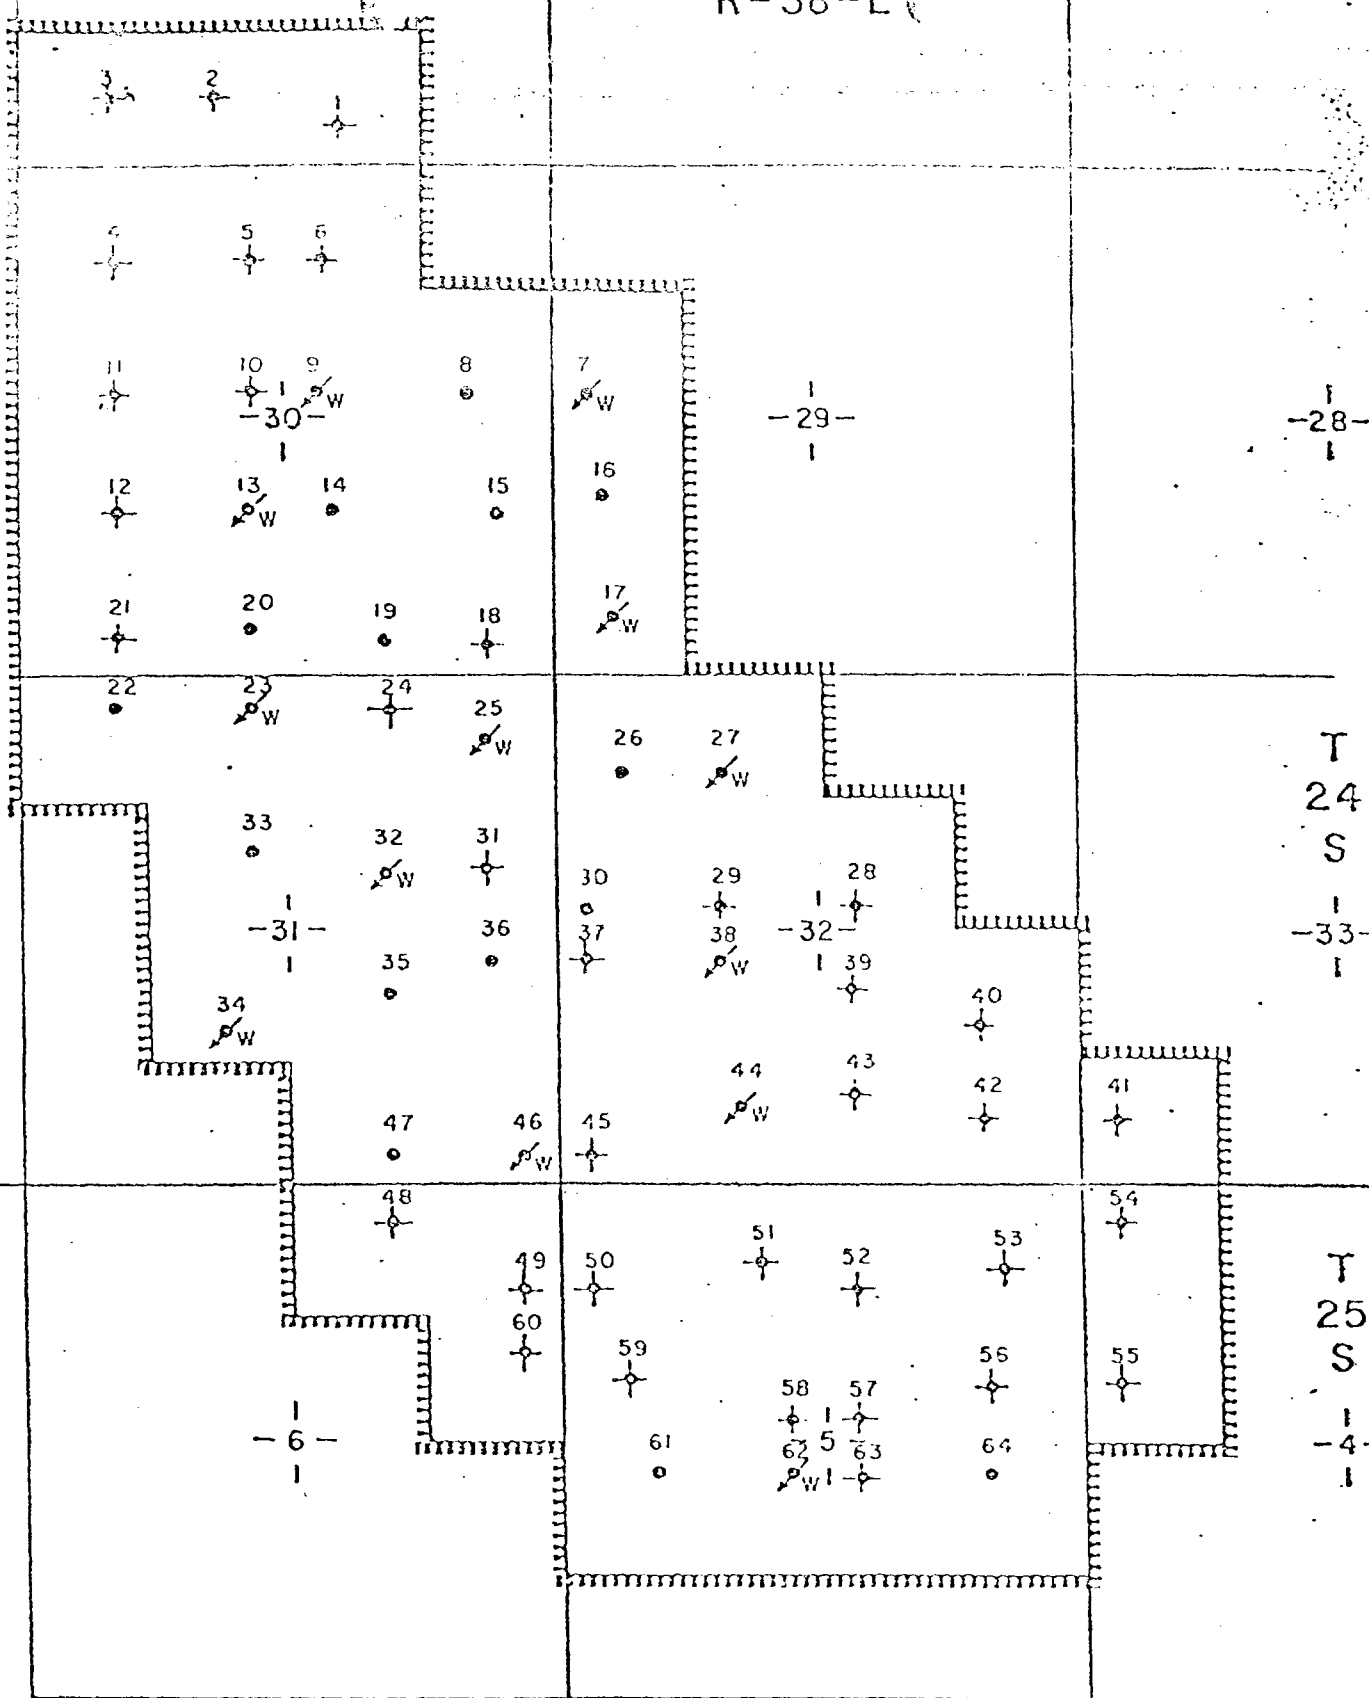 R-38-E
3 2 1
4 5 6
11 10 9 W 8 7 W
-30- -29- -28-
12 13 W 14 15 16
21 20 19 18 17 W
22 23 W 24 25 W 26 27 W
T
24
S
33 32 W 31 30 29 28
-31- 36 37 38 W -32- -33-
34 W 35 39 40
47 46 W 45 44 W 43 42 41
48 49 50 51 52 53 54
T
25
S
60 59 58 57 56 55
-6- -5- -4-
61 62 W 63 64